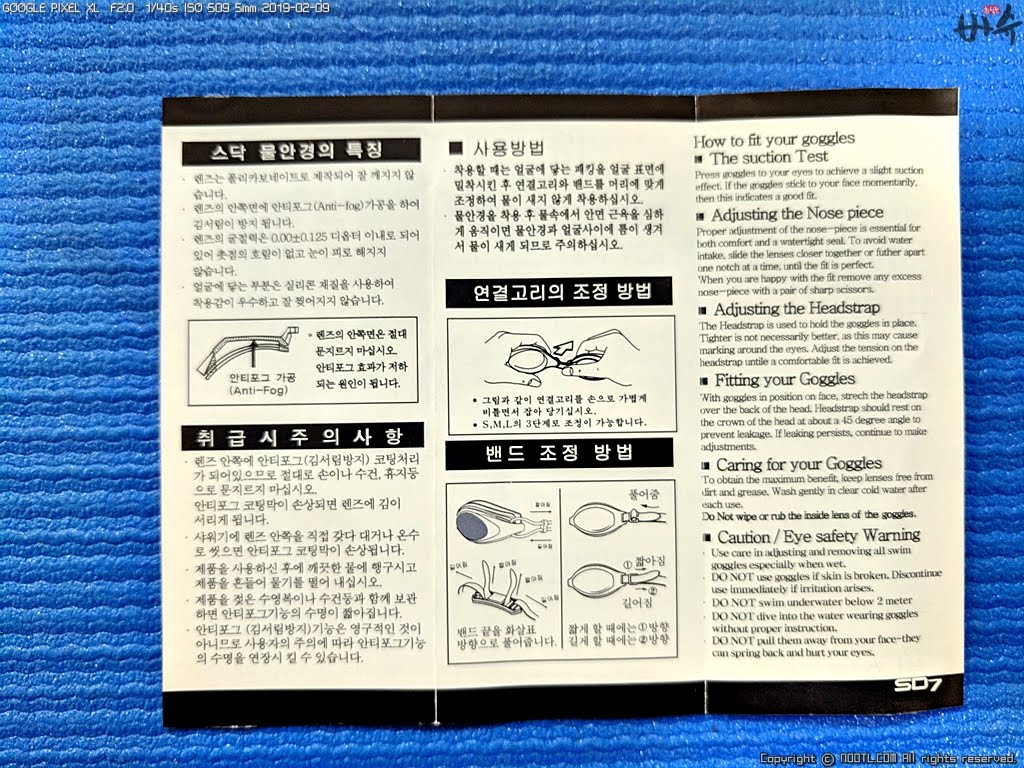 GOOGLE PIXEL XL F2.0 1/40s ISO 509 5mm 2019-02-09
버슈
스닥 물안경의 특징
· 렌즈는 폴리카보네이트로 제작되어 잘 깨지지 않
습니다.
· 렌즈의 안쪽면에 안티포그(Anti-fog)가공을 하여
김서림이 방지 됩니다.
· 렌즈의 굴절력은 0.00±0.125 디옵터 이내로 되어
있어 촛점의 흐림이 없고 눈이 피로 해지지
않습니다.
· 얼굴에 닿는 부분은 실리콘 재질을 사용하여
착용감이 우수하고 잘 찢어지지 않습니다.
* 렌즈의 안쪽면은 절대
문지르지 마십시오.
안티포그 효과가 저하
되는 원인이 됩니다.
안티포그 가공
(Anti-Fog)
취급시주의사항
· 렌즈 안쪽에 안티포그(김서림방지) 코팅처리
가 되어있으므로 절대로 손이나 수건, 휴지등
으로 문지르지 마십시오.
안티포그 코팅막이 손상되면 렌즈에 김이
서리게 됩니다.
· 샤워기에 렌즈 안쪽을 직접 갖다 대거나 온수
로 씻으면 안티포그 코팅막이 손상됩니다.
· 제품을 사용하신 후에 깨끗한 물에 행구시고
제품을 흔들어 물기를 떨어 내십시오.
· 제품을 젖은 수영복이나 수건등과 함께 보관
하면 안티포그기능의 수명이 짧아집니다.
· 안티포그 (김서림방지)기능은 영구적인 것이
아니므로 사용자의 주의에 따라 안티포그기능
의 수명을 연장시 킬 수 있습니다.
■ 사용방법
· 착용할 때는 얼굴에 닿는 패킹을 얼굴 표면에
밀착시킨 후 연결고리와 밴드를 머리에 맞게
조정하여 물이 새지 않게 착용하십시오.
· 물안경을 착용 후 물속에서 안면 근육을 심하
게 움직이면 물안경과 얼굴사이에 틈이 생겨
서 물이 새게 되므로 주의하십시오.
연결고리의 조정 방법
• 그림과 같이 연결고리를 손으로 가볍게
비틀면서 잡아 당기십시오.
• S,M,L의 3단계로 조정이 가능합니다.
밴드 조정 방법
짧아짐
길어짐
길어짐
짧아짐
짧아짐
길어짐
밴드 끝을 화살표
방향으로 풀어줍니다.
풀어줌
① 짧아짐
②
길어짐
짧게 할 때에는①방향
길게 할 때에는②방향
How to fit your goggles
■ The suction Test
Press goggles to your eyes to achieve a slight suction
effect. If the goggles stick to your face momentarily,
then this indicates a good fit.
■ Adjusting the Nose piece
Proper adjustment of the nose-piece is essential for
both comfort and a watertight seal. To avoid water
intake, slide the lenses closer together or futher apart
one notch at a time, until the fit is perfect.
When you are happy with the fit remove any excess
nose-piece with a pair of sharp scissors.
■ Adjusting the Headstrap
The Headstrap is used to hold the goggles in place.
Tighter is not necessarily better, as this may cause
marking around the eyes. Adjust the tension on the
headstrap untile a comfortable fit is achieved.
■ Fitting your Goggles
With goggles in position on face, strech the headstrap
over the back of the head. Headstrap should rest on
the crown of the head at about a 45 degree angle to
prevent leakage. If leaking persists, continue to make
adjustments.
■ Caring for your Goggles
To obtain the maximum benefit, keep lenses free from
dirt and grease. Wash gently in clear cold water after
each use.
Do Not wipe or rub the inside lens of the goggles.
■ Caution / Eye safety Warning
· Use care in adjusting and removing all swim
goggles especially when wet.
· DO NOT use goggles if skin is broken. Discontinue
use immediately if irritation arises.
· DO NOT swim underwater below 2 meter
· DO NOT dive into the water wearing goggles
without proper instruction.
· DO NOT pull them away from your face-they
can spring back and hurt your eyes.
SD7
Copyright ⓒ NOOTI.COM All rights reserved.